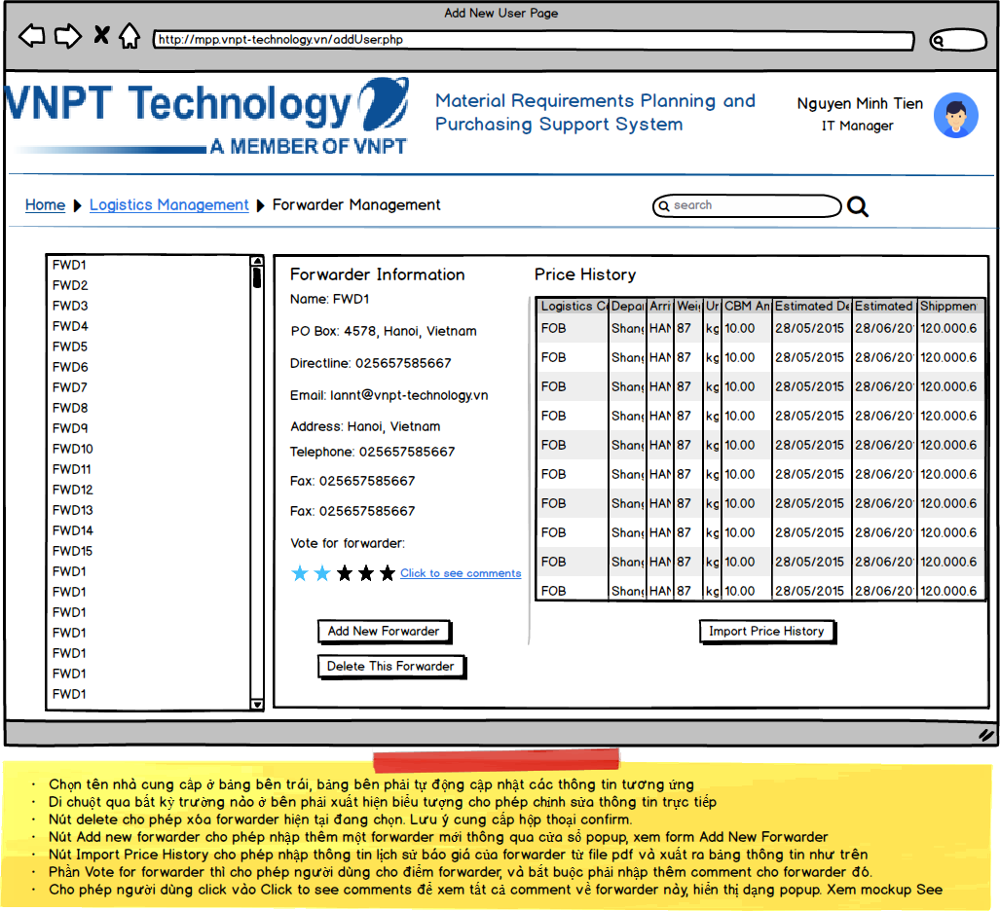 Add New User Page
http://mpp.vnpt-technology.vn/addUser.php
VNPT Technology
A MEMBER OF VNPT
Material Requirements Planning and
Purchasing Support System
Nguyen Minh Tien
IT Manager
Home Logistics Management Forwarder Management
search
FWD1
FWD2
FWD3
FWD4
FWD5
FWD6
FWD7
FWD8
FWD9
FWD10
FWD11
FWD12
FWD13
FWD14
FWD15
FWD1
FWD1
FWD1
FWD1
FWD1
FWD1
FWD1
Forwarder Information
Name: FWD1
PO Box: 4578, Hanoi, Vietnam
Directline: 025657585667
Email: lannt@vnpt-technology.vn
Address: Hanoi, Vietnam
Telephone: 025657585667
Fax: 025657585667
Fax: 025657585667
Vote for forwarder:
Click to see comments
Add New Forwarder
Delete This Forwarder
Price History
Logistics Co Depar Arri Weig Un CBM An Estimated De Estimated Shippmen
FOB Shang HAN 87 kg 10.00 28/05/2015 28/06/20 120.000.6
FOB Shang HAN 87 kg 10.00 28/05/2015 28/06/20 120.000.6
FOB Shang HAN 87 kg 10.00 28/05/2015 28/06/20 120.000.6
FOB Shang HAN 87 kg 10.00 28/05/2015 28/06/20 120.000.6
FOB Shang HAN 87 kg 10.00 28/05/2015 28/06/20 120.000.6
FOB Shang HAN 87 kg 10.00 28/05/2015 28/06/20 120.000.6
FOB Shang HAN 87 kg 10.00 28/05/2015 28/06/20 120.000.6
FOB Shang HAN 87 kg 10.00 28/05/2015 28/06/20 120.000.6
FOB Shang HAN 87 kg 10.00 28/05/2015 28/06/20 120.000.6
FOB Shang HAN 87 kg 10.00 28/05/2015 28/06/20 120.000.6
Import Price History
· Chọn tên nhà cung cấp ở bảng bên trái, bảng bên phải tự động cập nhật các thông tin tương ứng
· Di chuột qua bất kỳ trường nào ở bên phải xuất hiện biểu tượng cho phép chỉnh sửa thông tin trực tiếp
· Nút delete cho phép xóa forwarder hiện tại đang chọn. Lưu ý cung cấp hộp thoại confirm.
· Nút Add new forwarder cho phép nhập thêm một forwarder mới thông qua cửa sổ popup, xem form Add New Forwarder
· Nút Import Price History cho phép nhập thông tin lịch sử báo giá của forwarder từ file pdf và xuất ra bảng thông tin như trên
· Phần Vote for forwarder thì cho phép người dùng cho điểm forwarder, và bắt buộc phải nhập thêm comment cho forwarder đó.
· Cho phép người dùng click vào Click to see comments để xem tất cả comment về forwarder này, hiển thị dạng popup. Xem mockup See